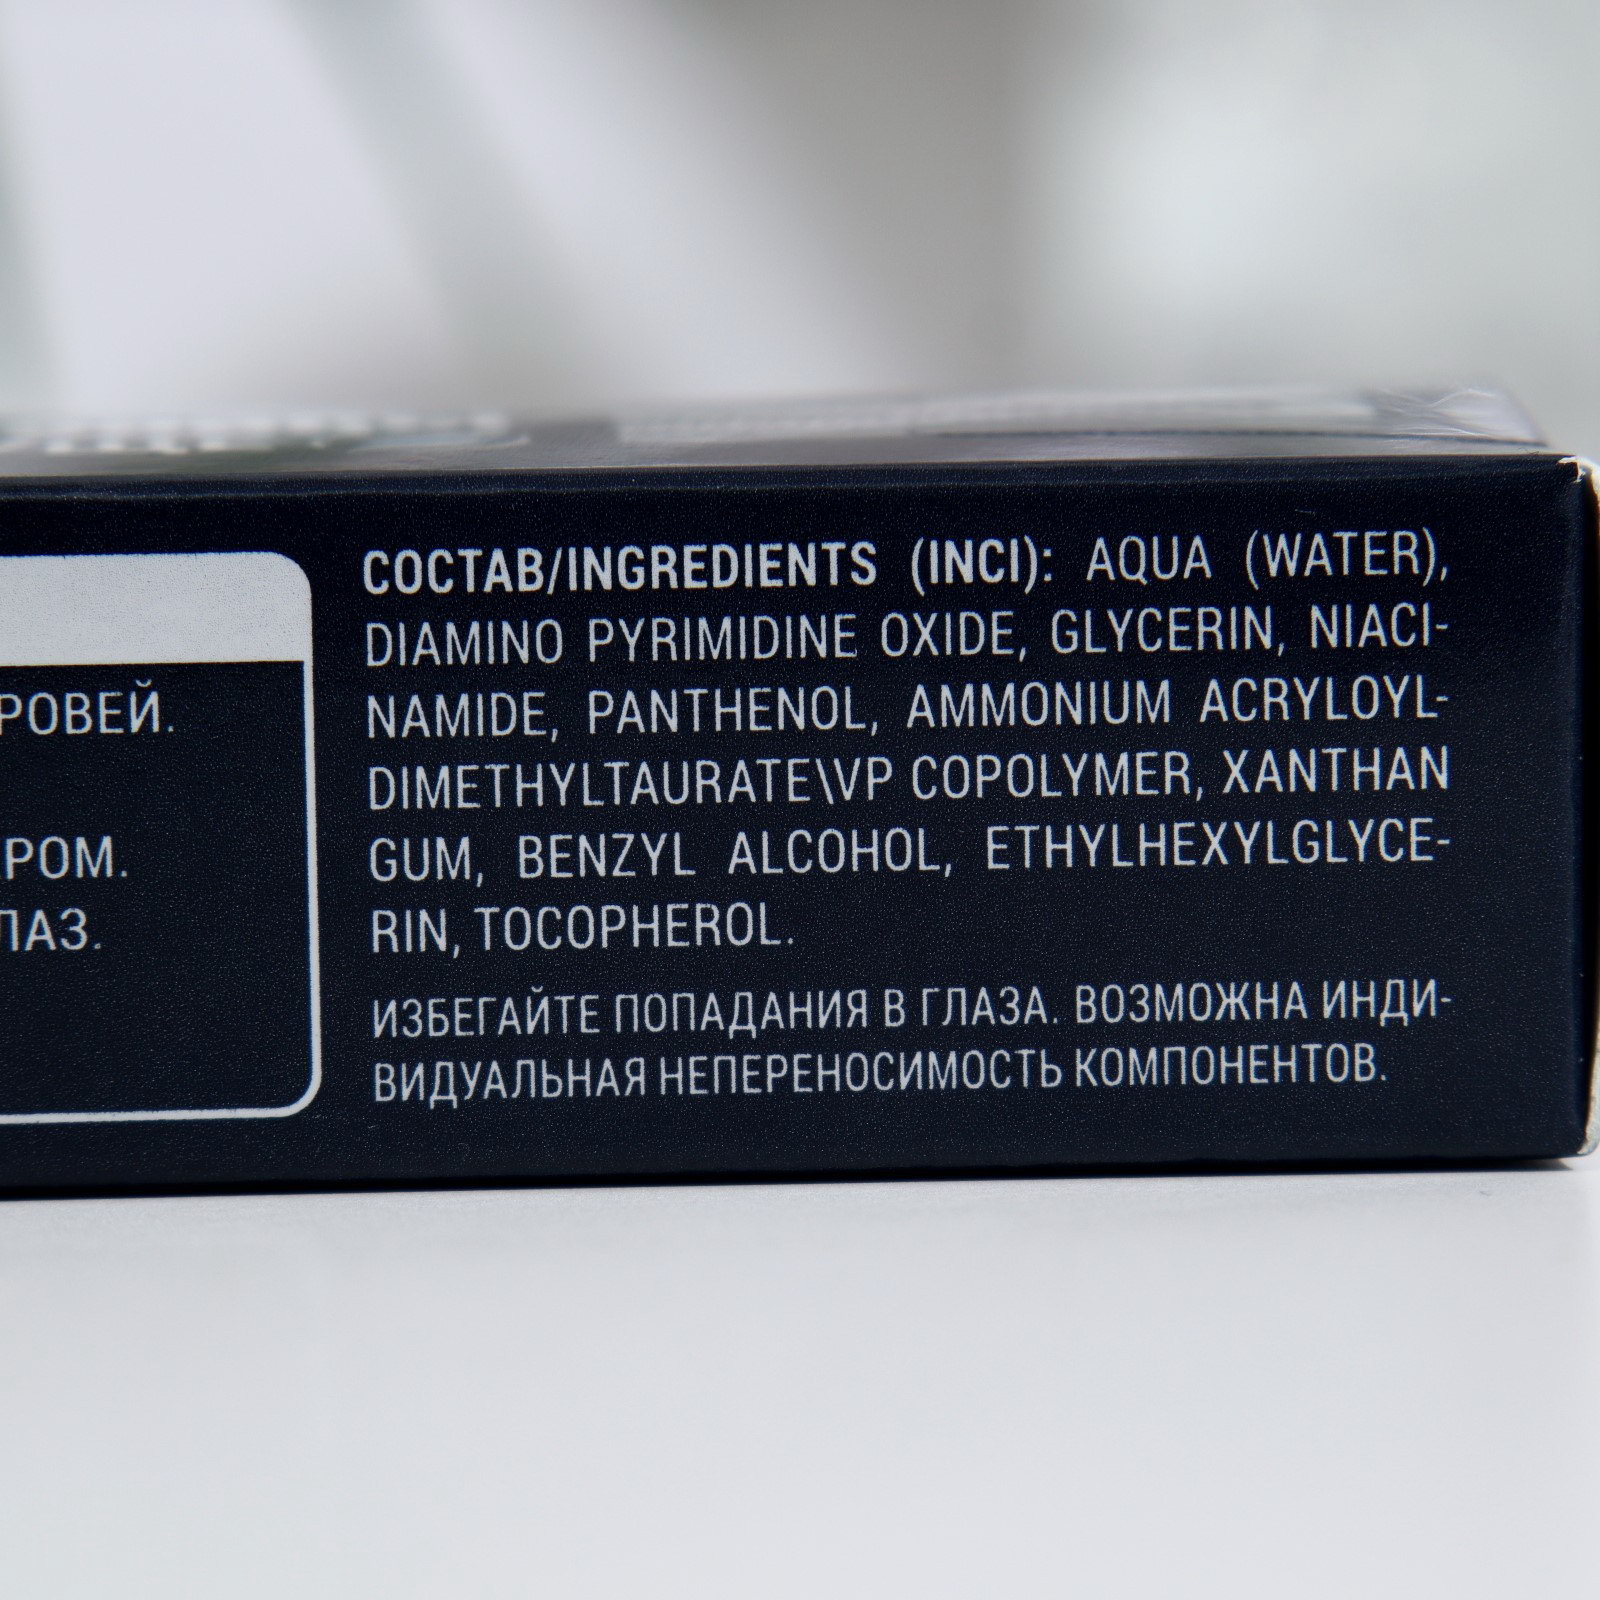 РОВЕЙ.
РОМ.
ЛАЗ.
СОСТАВ/INGREDIENTS (INCI): AQUA (WATER),
DIAMINO PYRIMIDINE OXIDE, GLYCERIN, NIACI-
NAMIDE, PANTHENOL, AMMONIUM ACRYLOYL-
DIMETHYLTAURATE\VP COPOLYMER, XANTHAN
GUM, BENZYL ALCOHOL, ETHYLHEXYLGLYCE-
RIN, TOCOPHEROL.
ИЗБЕГАЙТЕ ПОПАДАНИЯ В ГЛАЗА. ВОЗМОЖНА ИНДИ-
ВИДУАЛЬНАЯ НЕПЕРЕНОСИМОСТЬ КОМПОНЕНТОВ.